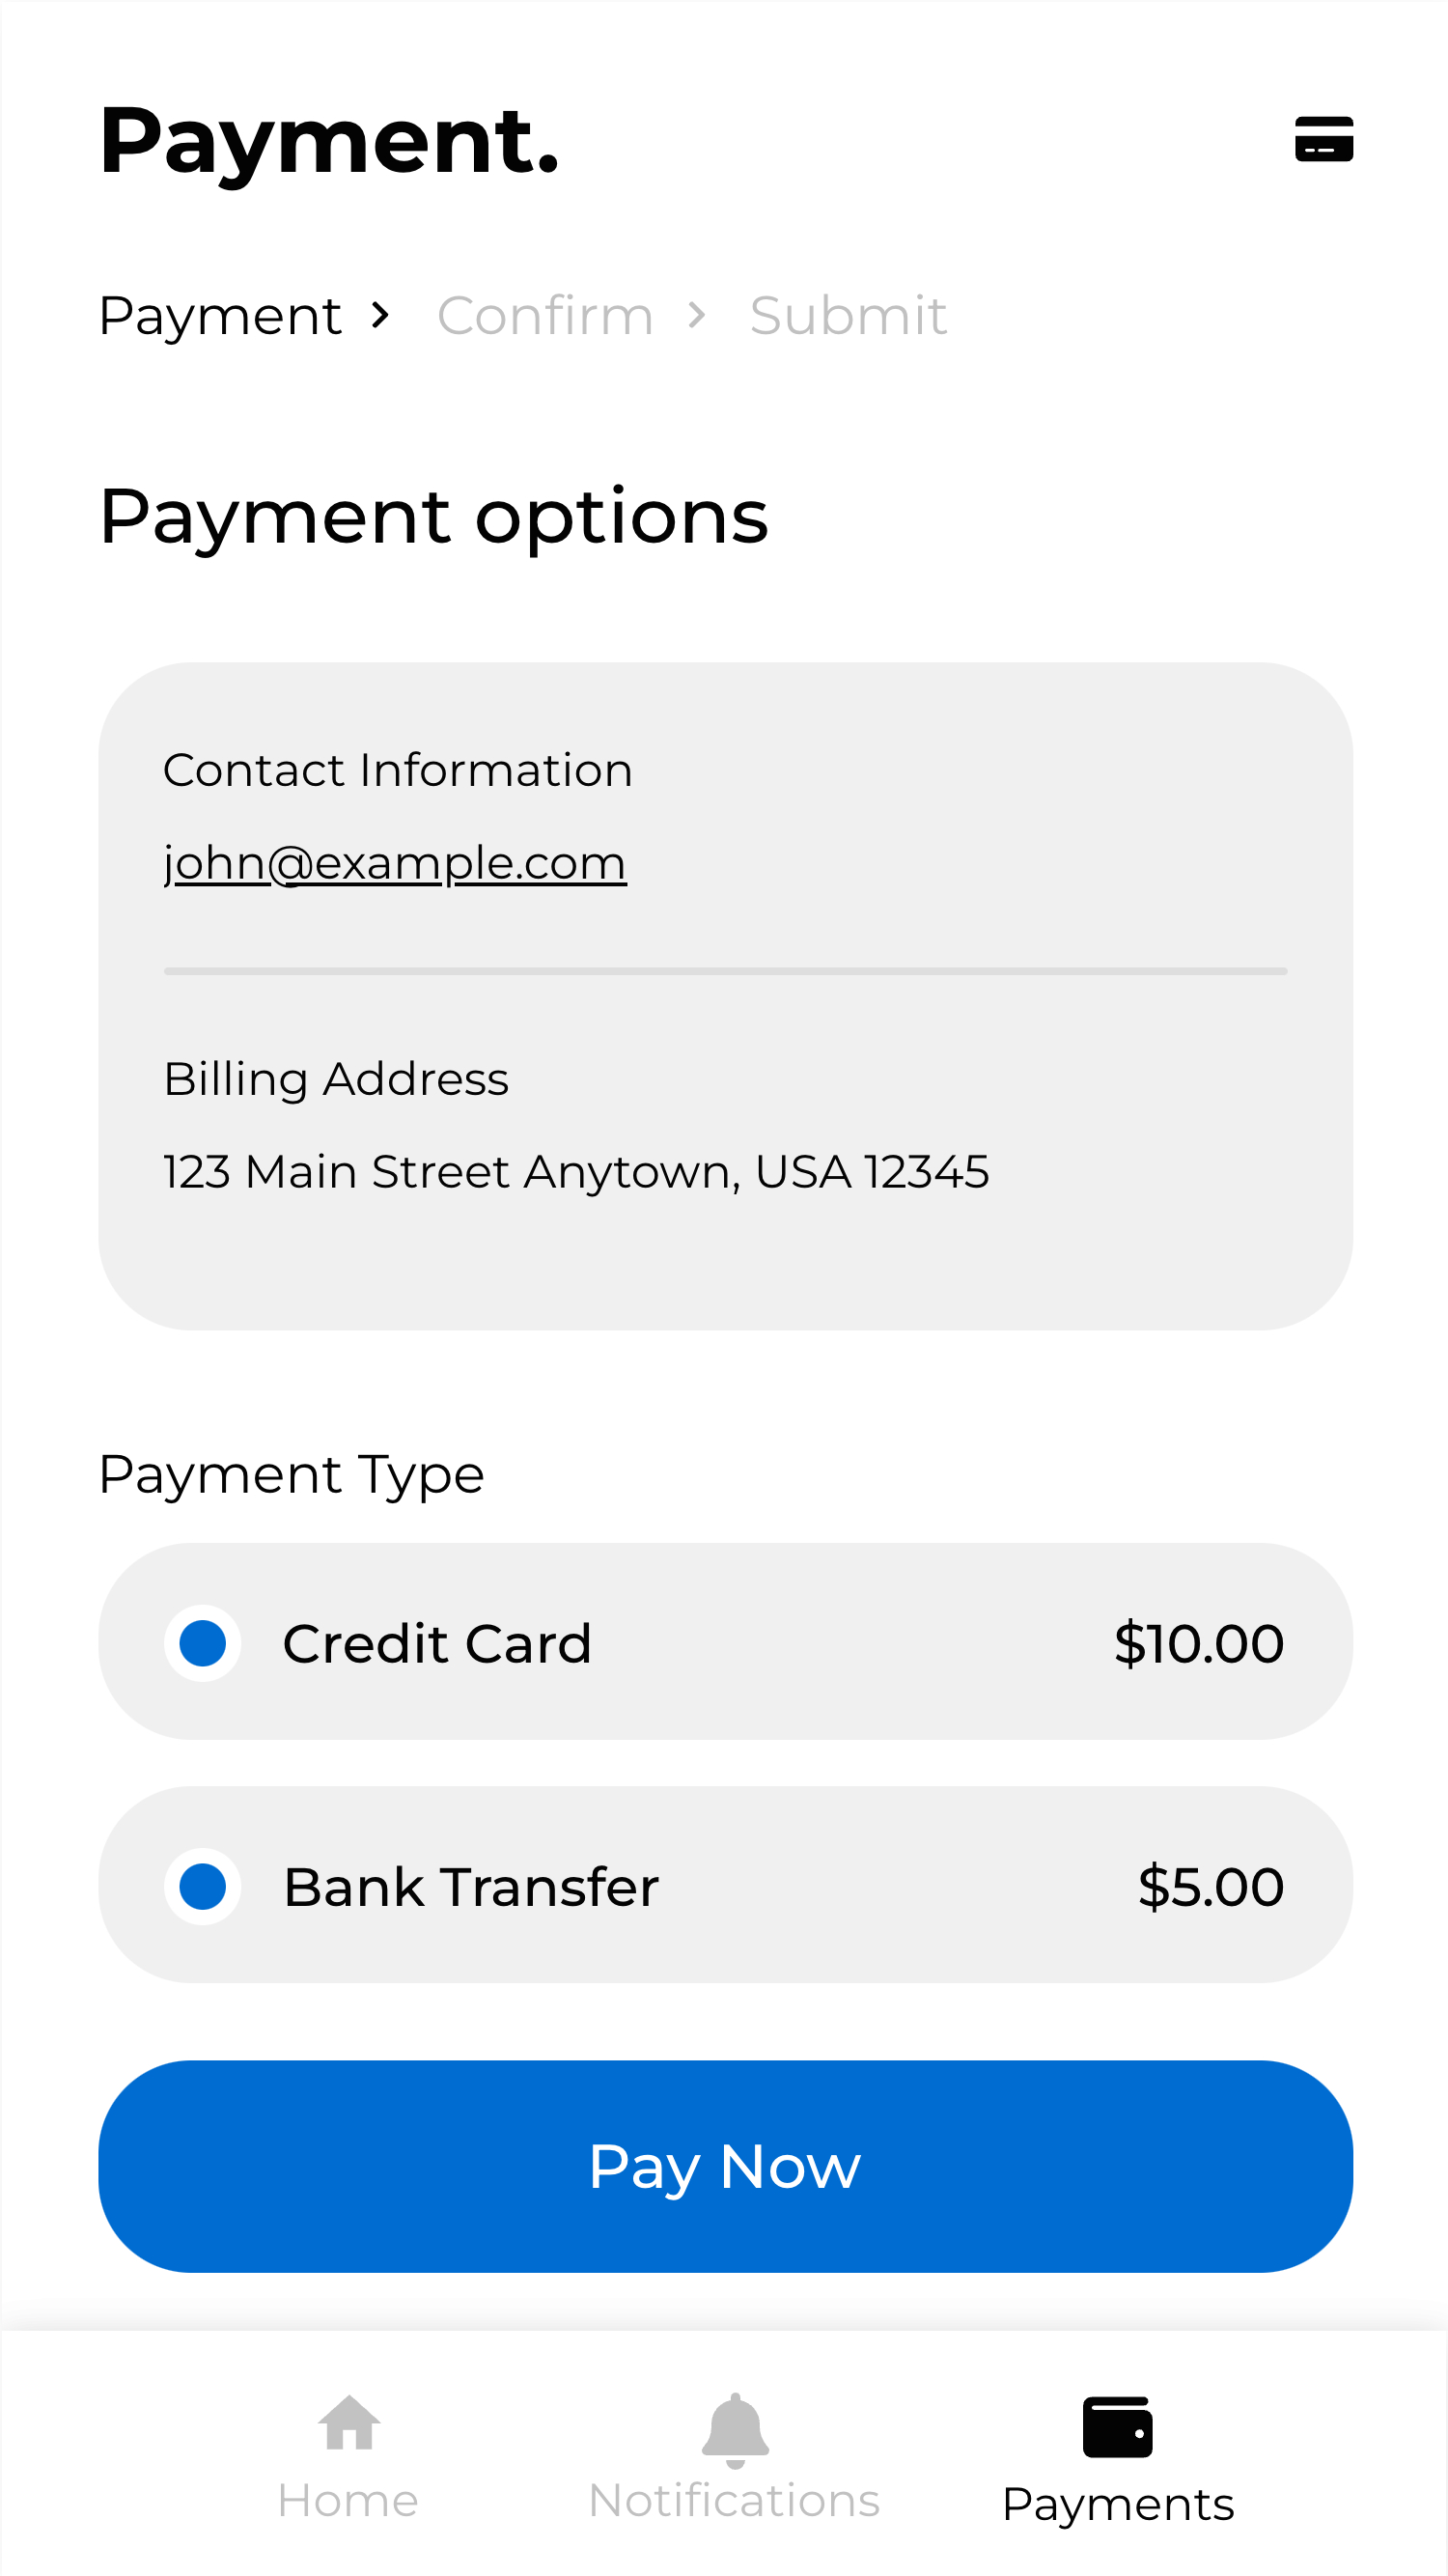 Payment.
Payment > Confirm > Submit
Payment options
Contact Information
john@example.com
Billing Address
123 Main Street Anytown, USA 12345
Payment Type
Credit Card $10.00
Bank Transfer $5.00
Pay Now
Home Notifications Payments